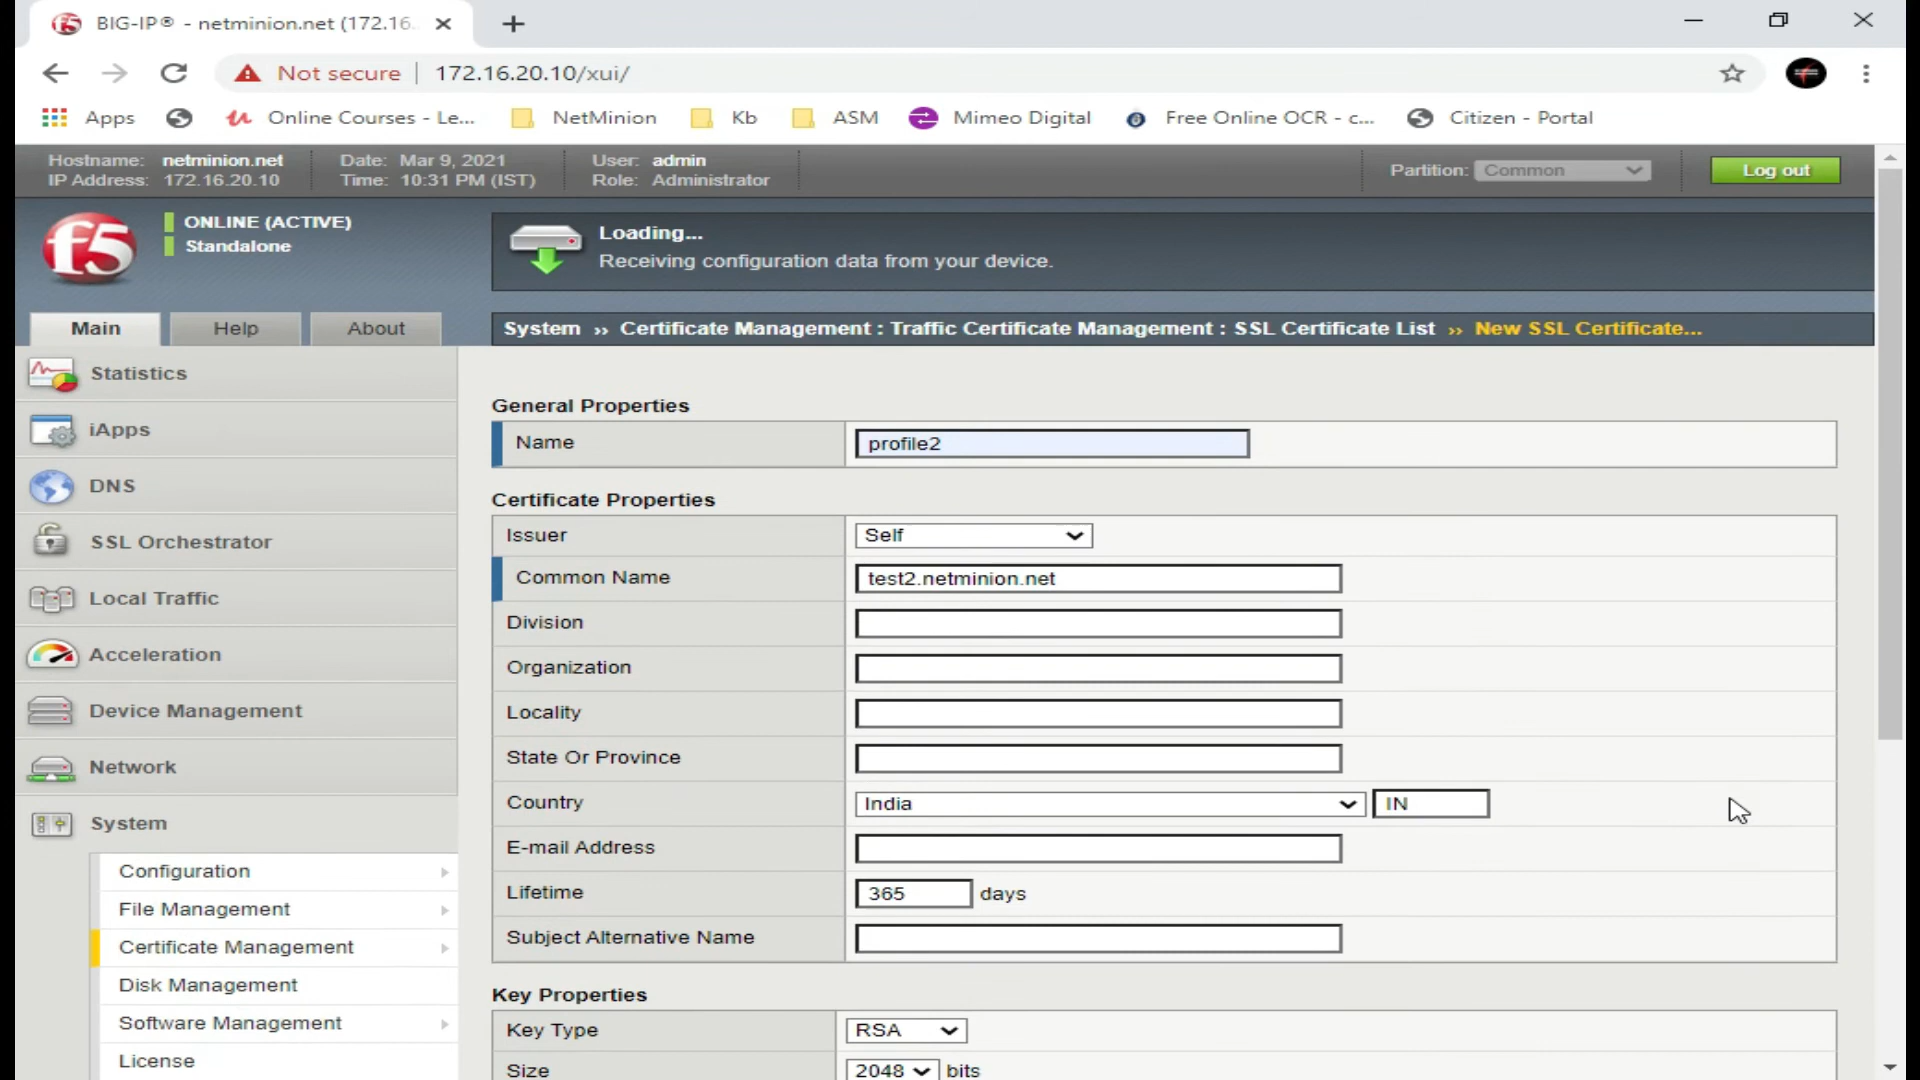 BIG-IP® - netminion.net (172.16.
Not secure | 172.16.20.10/xui/
Apps
Online Courses - Le...
NetMinion
Kb
ASM
Mimeo Digital
Free Online OCR - c...
Citizen - Portal
Hostname: netminion.net
IP Address: 172.16.20.10
Date: Mar 9, 2021
Time: 10:31 PM (IST)
User: admin
Role: Administrator
Partition: Common
Log out
f5
ONLINE (ACTIVE)
Standalone
Loading...
Receiving configuration data from your device.
Main
Help
About
System ›› Certificate Management : Traffic Certificate Management : SSL Certificate List ›› New SSL Certificate...
Statistics
iApps
DNS
SSL Orchestrator
Local Traffic
Acceleration
Device Management
Network
System
Configuration
File Management
Certificate Management
Disk Management
Software Management
License
General Properties
Name profile2
Certificate Properties
Issuer Self
Common Name test2.netminion.net
Division
Organization
Locality
State Or Province
Country India IN
E-mail Address
Lifetime 365 days
Subject Alternative Name
Key Properties
Key Type RSA
Size 2048 bits